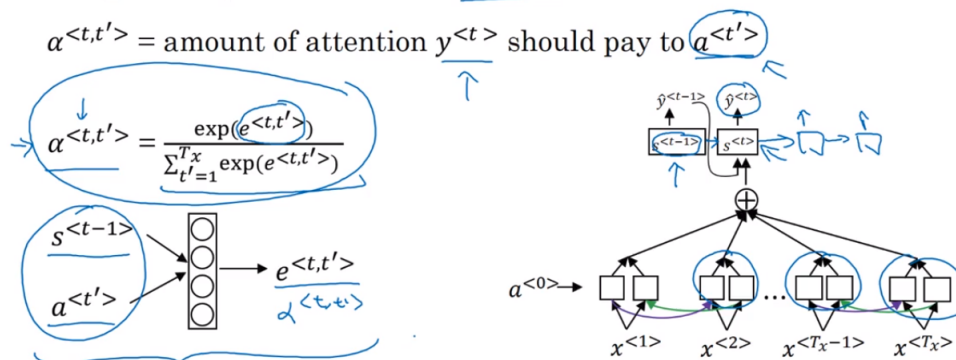 α^{<t,t'>} = amount of attention y^{<t>} should pay to a^{<t'>}
α^{<t,t'>} = exp(e^{<t,t'>}) / Σ_{t'=1}^{T_x} exp(e^{<t,t'>})
ŷ^{<t−1>} ŷ^{<t>}
s^{<t−1>} s^{<t>}
s^{<t−1>}
a^{<t'>}
e^{<t,t'>}
α^{<t,t'>}
a^{<0>}
...
x^{<1>} x^{<2>} x^{<T_x−1>} x^{<T_x>}